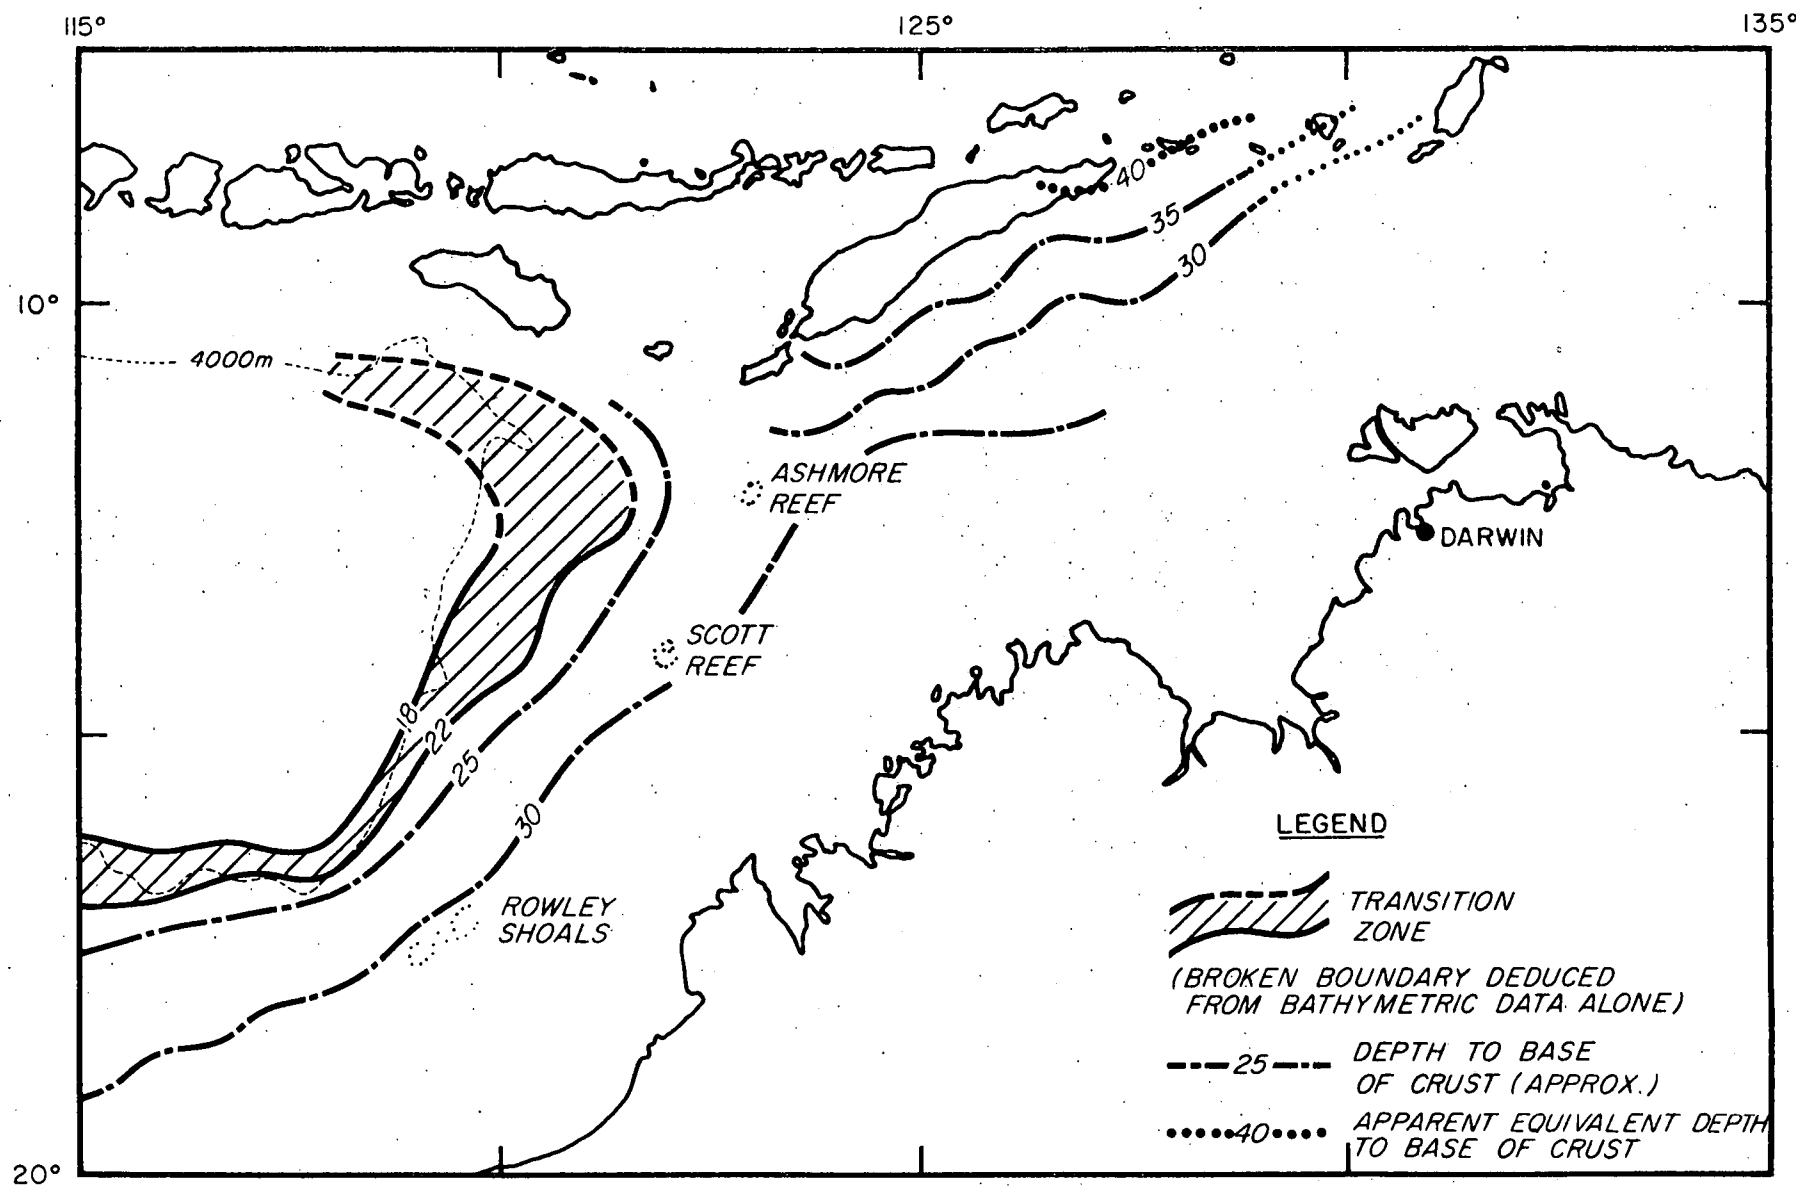 115°
125°
135°
10°
20°
40
35
30
4000m
ASHMORE
REEF
DARWIN
SCOTT
REEF
18
22
25
30
ROWLEY
SHOALS
LEGEND
TRANSITION
ZONE
(BROKEN BOUNDARY DEDUCED
FROM BATHYMETRIC DATA ALONE)
25
DEPTH TO BASE
OF CRUST (APPROX.)
40
APPARENT EQUIVALENT DEPTH
TO BASE OF CRUST